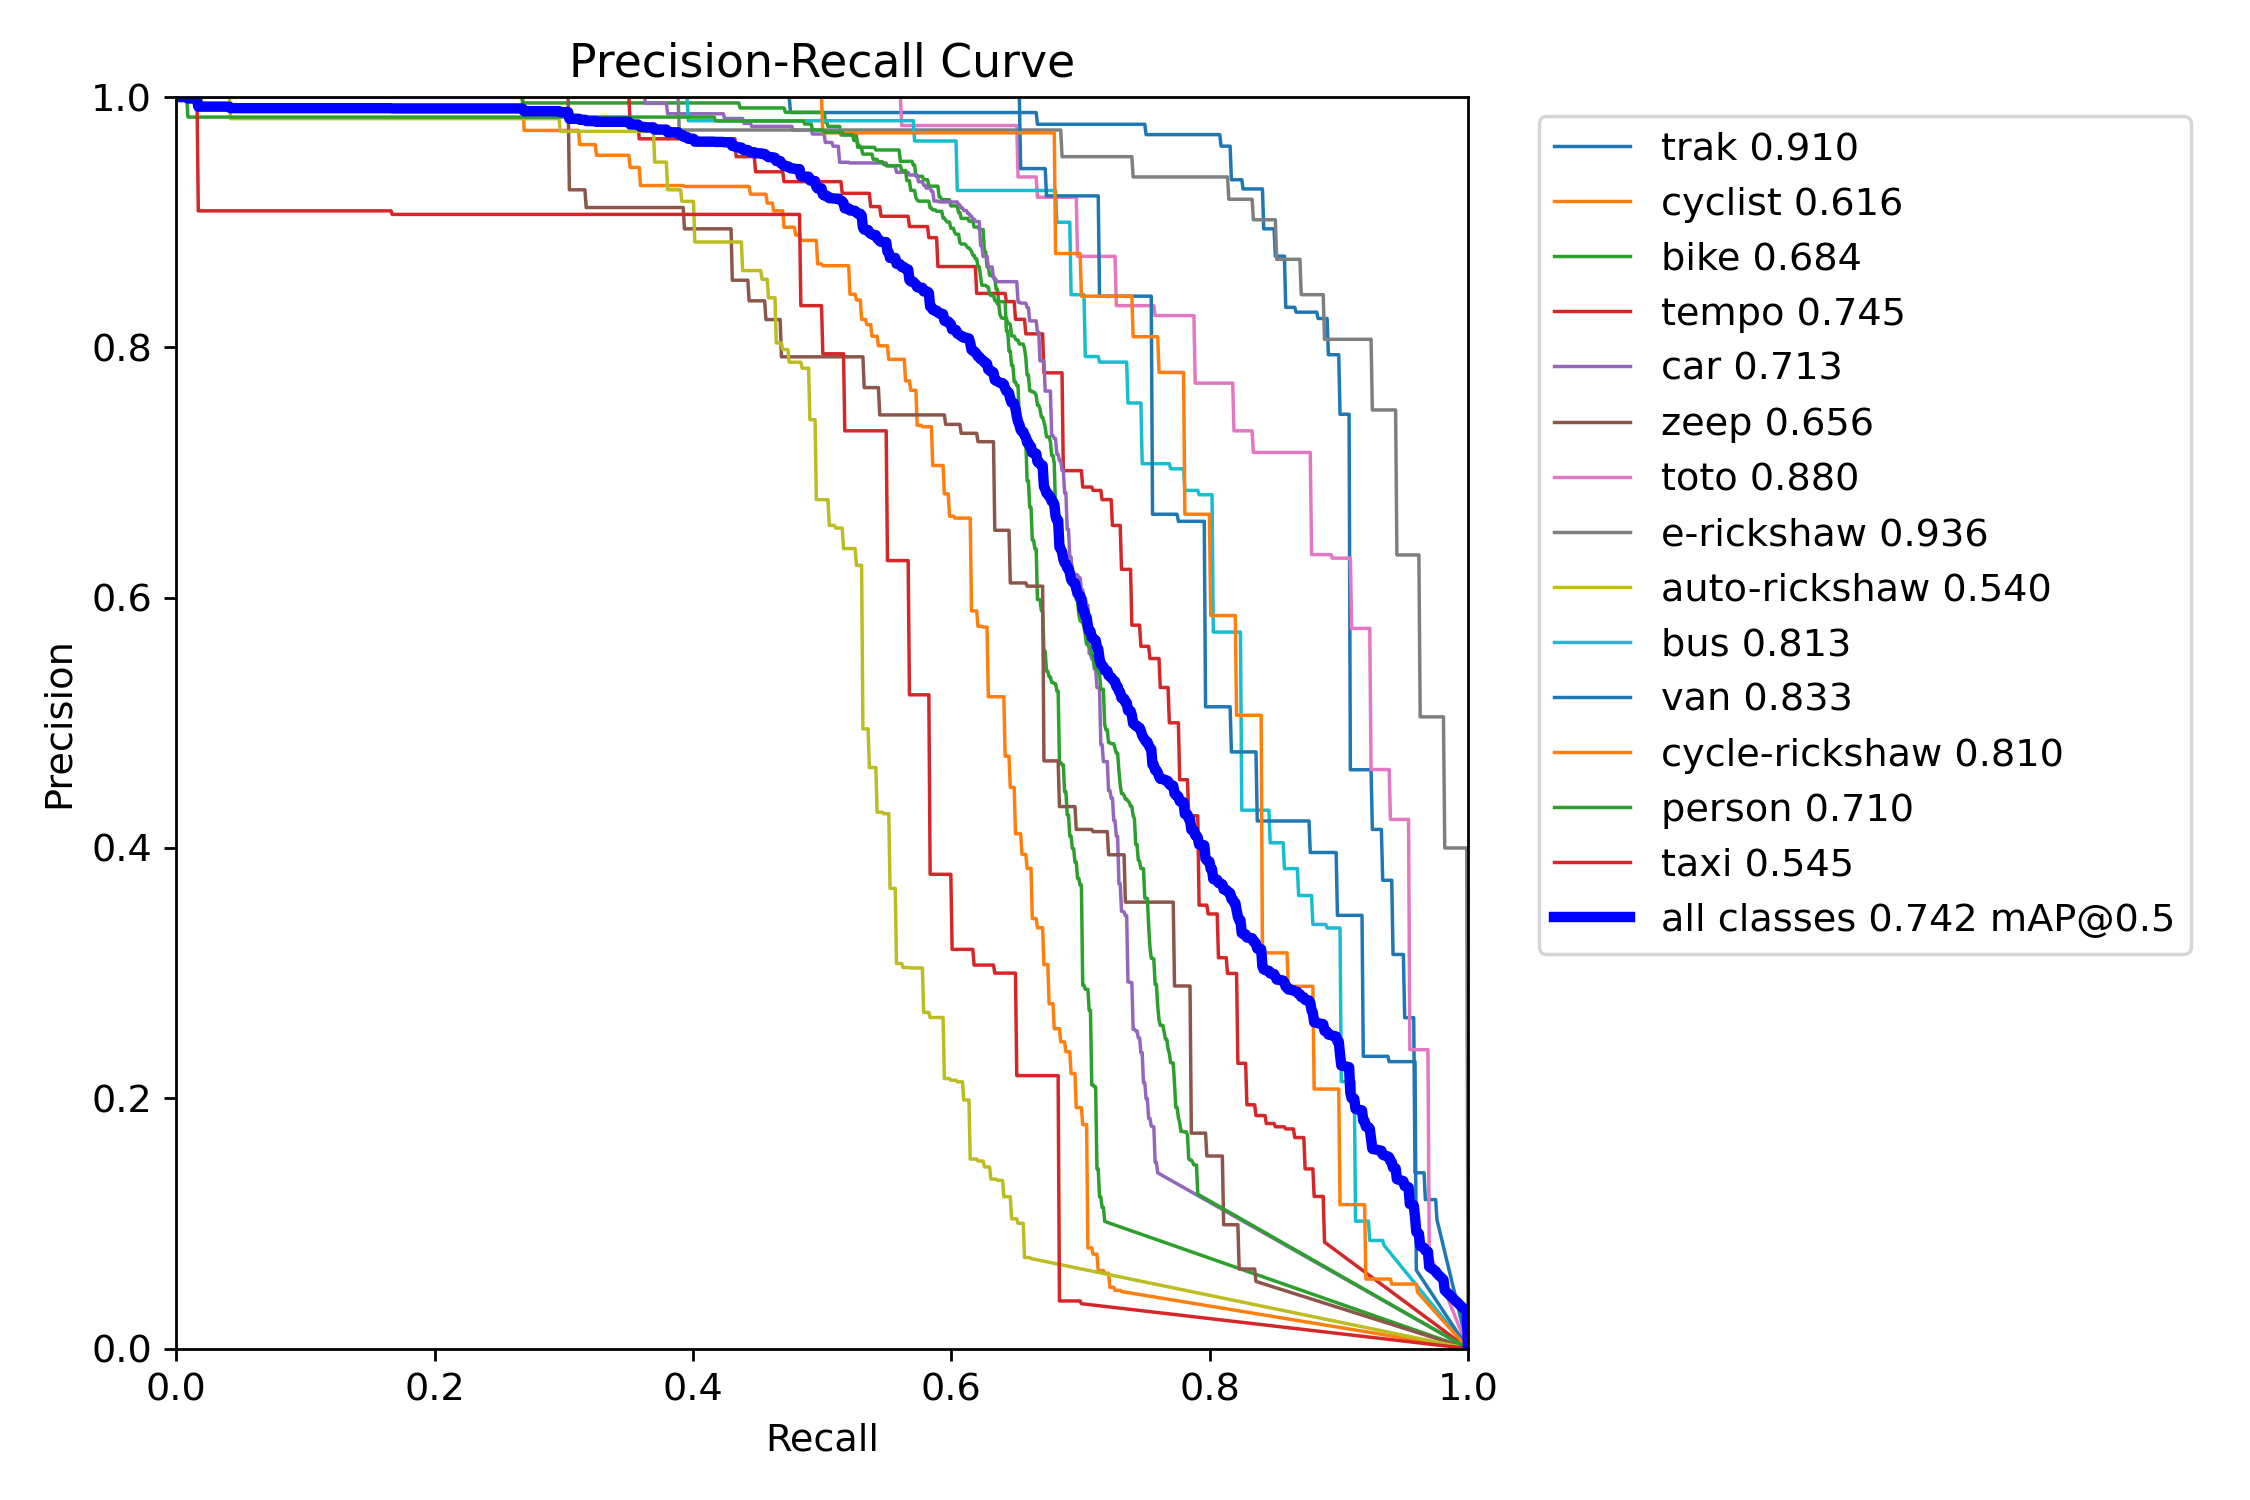 Precision-Recall Curve
1.0
0.8
0.6
0.4
0.2
0.0
Precision
0.0 0.2 0.4 0.6 0.8 1.0
Recall
trak 0.910
cyclist 0.616
bike 0.684
tempo 0.745
car 0.713
zeep 0.656
toto 0.880
e-rickshaw 0.936
auto-rickshaw 0.540
bus 0.813
van 0.833
cycle-rickshaw 0.810
person 0.710
taxi 0.545
all classes 0.742 mAP@0.5